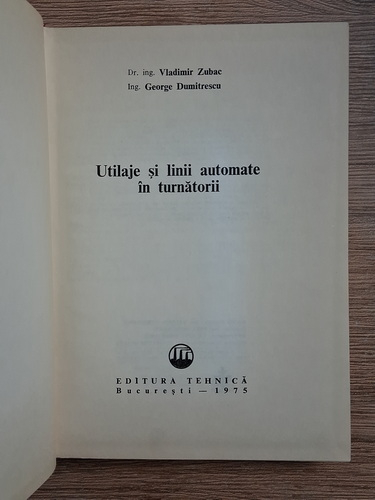 Dr. ing. Vladimir Zubac
Ing. George Dumitrescu
Utilaje și linii automate
în turnătorii
EDITURA TEHNICĂ
București — 1975